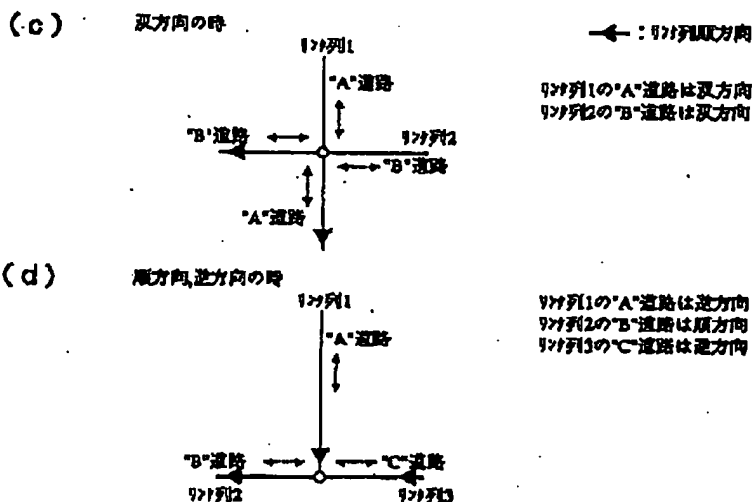 (c) 双方向の時
←:リンク列順方向
リンク列1
"A"道路
リンク列1の"A"道路は双方向
リンク列2の"B"道路は双方向
"B"道路
リンク列2
"B"道路
"A"道路
(d) 順方向,逆方向の時
リンク列1
"A"道路
リンク列1の"A"道路は逆方向
リンク列2の"B"道路は順方向
リンク列3の"C"道路は逆方向
"B"道路
"C"道路
リンク列2
リンク列3